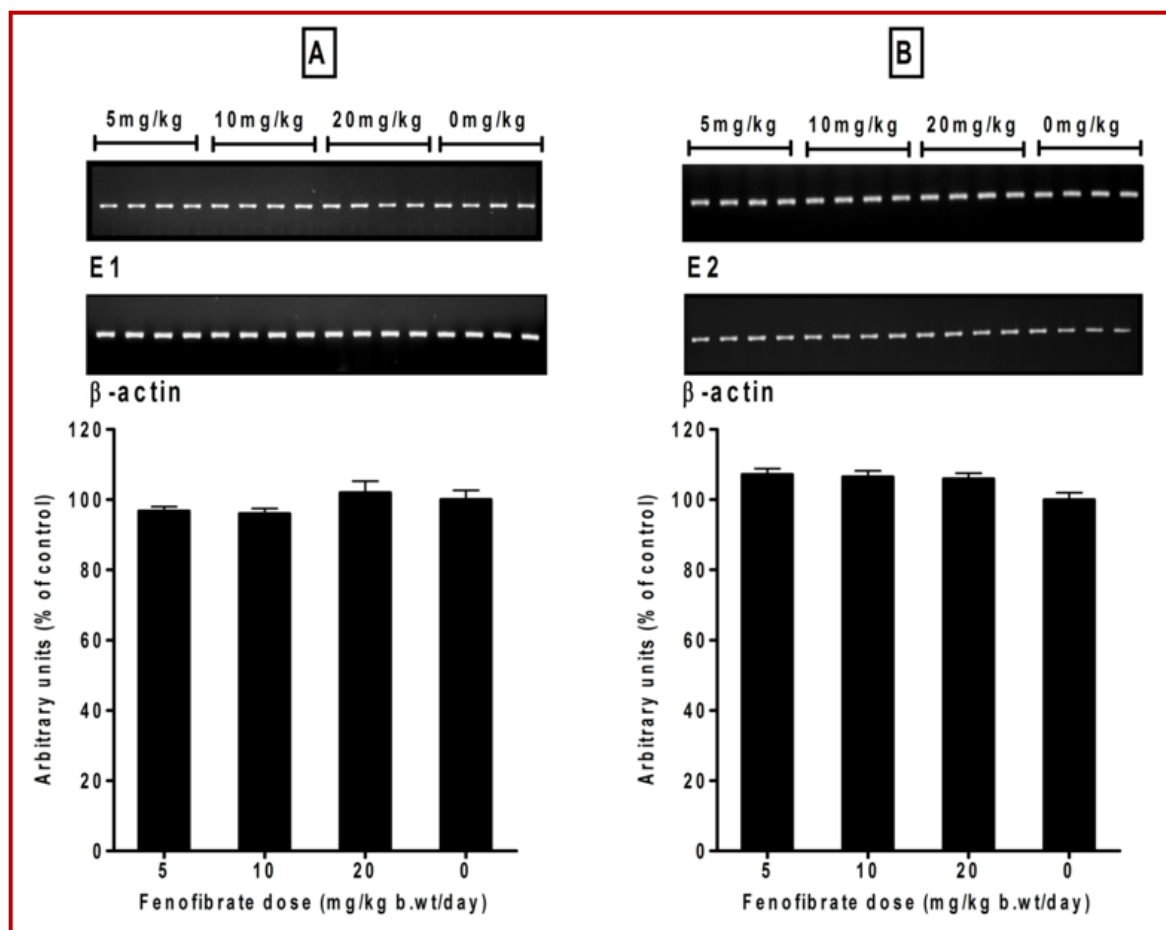 A
5mg/kg 10mg/kg 20mg/kg 0mg/kg
E1
β-actin
120
100
80
60
40
20
0
Arbitrary units (% of control)
5 10 20 0
Fenofibrate dose (mg/kg b.wt/day)
B
5mg/kg 10mg/kg 20mg/kg 0mg/kg
E2
β-actin
120
100
80
60
40
20
0
Arbitrary units (% of control)
5 10 20 0
Fenofibrate dose (mg/kg b.wt/day)